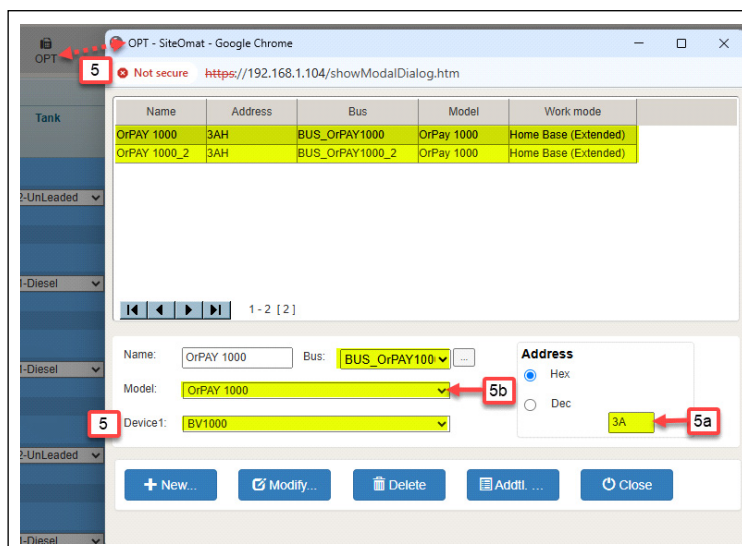 OPT
5
OPT - SiteOmat - Google Chrome
Not secure https://192.168.1.104/showModalDialog.htm
Tank
Name Address Bus Model Work mode
OrPAY 1000 3AH BUS_OrPAY1000 OrPay 1000 Home Base (Extended)
OrPAY 1000_2 3AH BUS_OrPAY1000_2 OrPay 1000 Home Base (Extended)
2-UnLeaded
-Diesel
1 - 2 [ 2 ]
Name: OrPAY 1000 Bus: BUS_OrPAY100 ...
Address
Hex
-Diesel
Model: OrPAY 1000 5b
Dec
5 Device1: BV1000
3A 5a
2-UnLeaded
New... Modify... Delete Addtl. ... Close
-Diesel